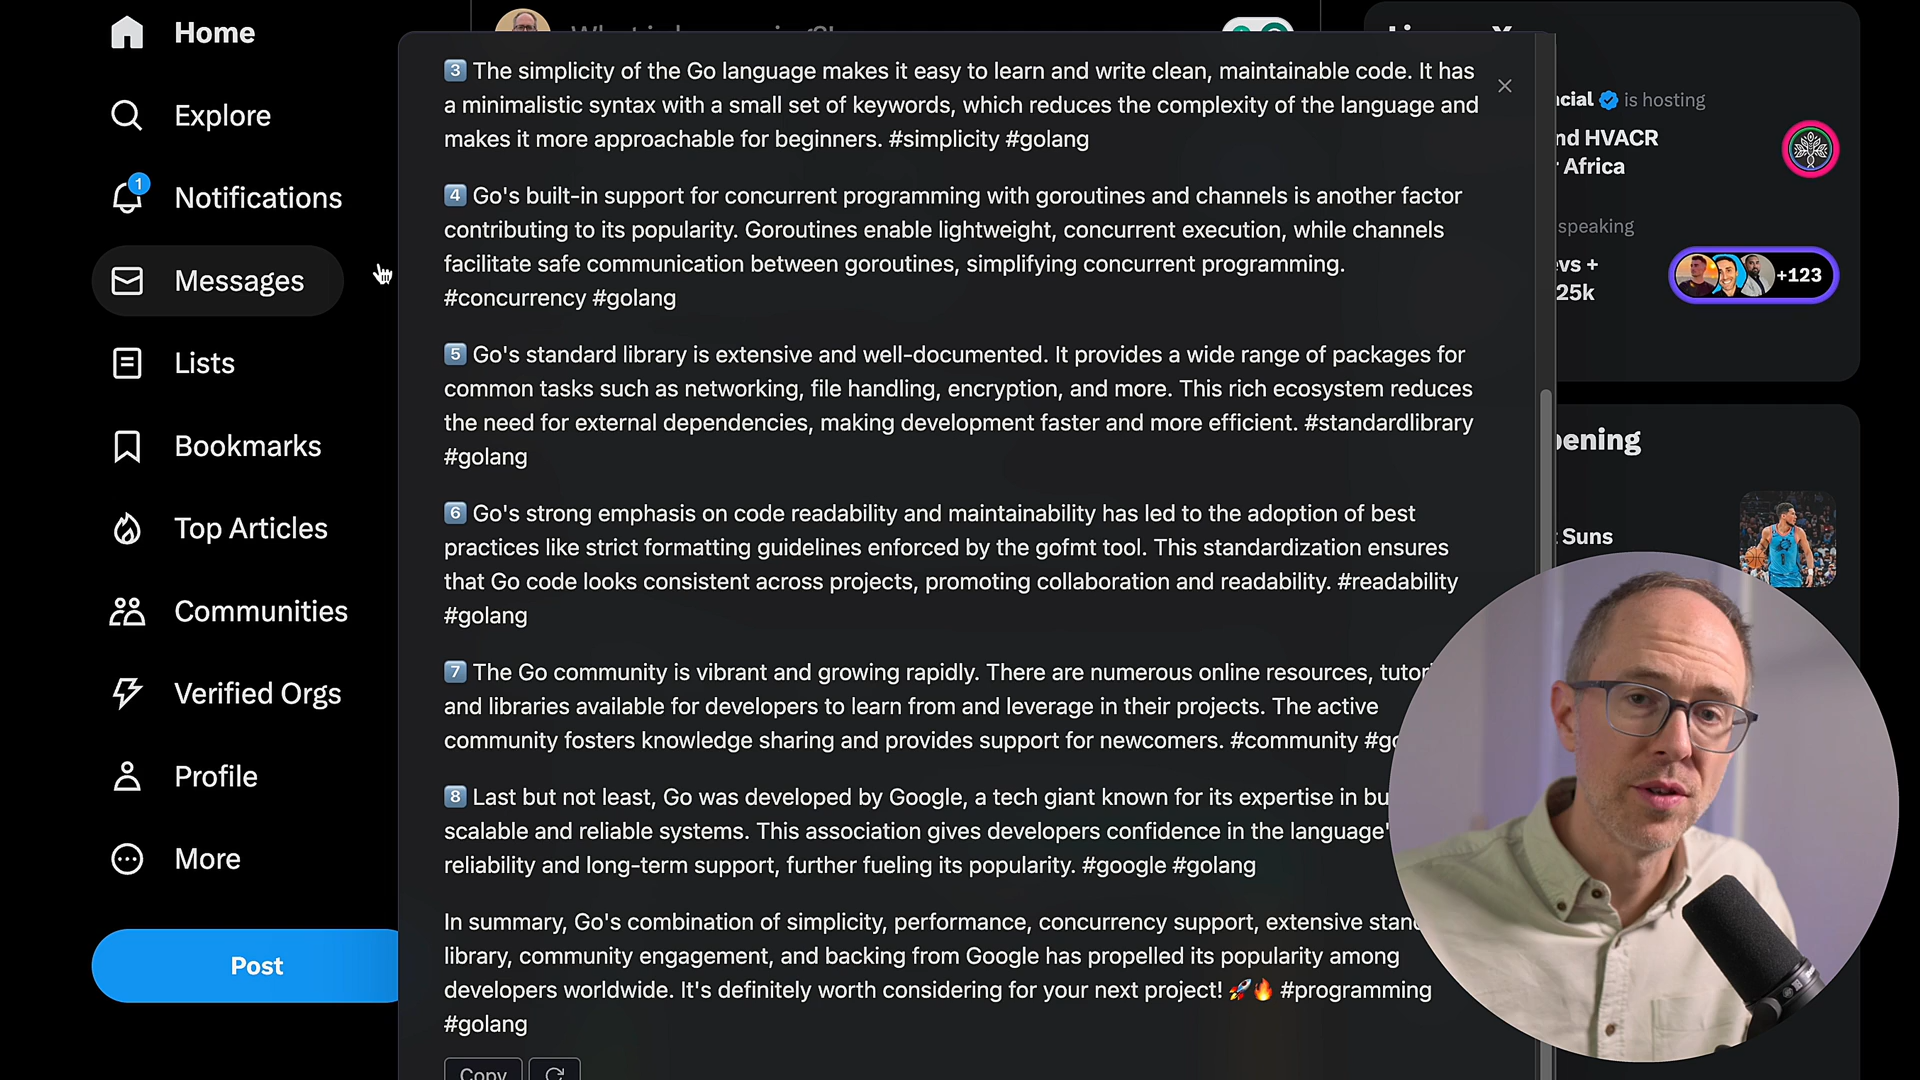 Home
Explore
1
Notifications
Messages
Lists
Bookmarks
Top Articles
Communities
Verified Orgs
Profile
More
Post
3 The simplicity of the Go language makes it easy to learn and write clean, maintainable code. It has
a minimalistic syntax with a small set of keywords, which reduces the complexity of the language and
makes it more approachable for beginners. #simplicity #golang
4 Go's built-in support for concurrent programming with goroutines and channels is another factor
contributing to its popularity. Goroutines enable lightweight, concurrent execution, while channels
facilitate safe communication between goroutines, simplifying concurrent programming.
#concurrency #golang
5 Go's standard library is extensive and well-documented. It provides a wide range of packages for
common tasks such as networking, file handling, encryption, and more. This rich ecosystem reduces
the need for external dependencies, making development faster and more efficient. #standardlibrary
#golang
6 Go's strong emphasis on code readability and maintainability has led to the adoption of best
practices like strict formatting guidelines enforced by the gofmt tool. This standardization ensures
that Go code looks consistent across projects, promoting collaboration and readability. #readability
#golang
7 The Go community is vibrant and growing rapidly. There are numerous online resources, tutor
and libraries available for developers to learn from and leverage in their projects. The active
community fosters knowledge sharing and provides support for newcomers. #community #go
8 Last but not least, Go was developed by Google, a tech giant known for its expertise in bu
scalable and reliable systems. This association gives developers confidence in the language'
reliability and long-term support, further fueling its popularity. #google #golang
In summary, Go's combination of simplicity, performance, concurrency support, extensive stan
library, community engagement, and backing from Google has propelled its popularity among
developers worldwide. It's definitely worth considering for your next project! 🚀🔥 #programming
#golang
Copy
ncial is hosting
nd HVACR
r Africa
speaking
evs +
25k
+123
pening
Suns